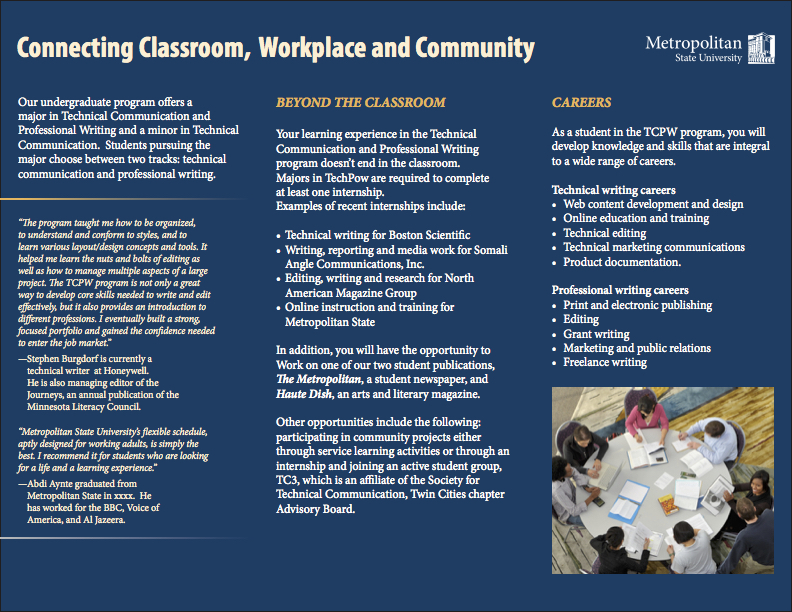 Connecting Classroom, Workplace and Community
Metropolitan
State University
Our undergraduate program offers a
major in Technical Communication and
Professional Writing and a minor in Technical
Communication. Students pursuing the
major choose between two tracks: technical
communication and professional writing.
“The program taught me how to be organized,
to understand and conform to styles, and to
learn various layout/design concepts and tools. It
helped me learn the nuts and bolts of editing as
well as how to manage multiple aspects of a large
project. The TCPW program is not only a great
way to develop core skills needed to write and edit
effectively, but it also provides an introduction to
different professions. I eventually built a strong,
focused portfolio and gained the confidence needed
to enter the job market.”
—Stephen Burgdorf is currently a
technical writer at Honeywell.
He is also managing editor of the
Journeys, an annual publication of the
Minnesota Literacy Council.
“Metropolitan State University’s flexible schedule,
aptly designed for working adults, is simply the
best. I recommend it for students who are looking
for a life and a learning experience.”
—Abdi Aynte graduated from
Metropolitan State in xxxx. He
has worked for the BBC, Voice of
America, and Al Jazeera.
BEYOND THE CLASSROOM
Your learning experience in the Technical
Communication and Professional Writing
program doesn’t end in the classroom.
Majors in TechPow are required to complete
at least one internship.
Examples of recent internships include:
• Technical writing for Boston Scientific
• Writing, reporting and media work for Somali
Angle Communications, Inc.
• Editing, writing and research for North
American Magazine Group
• Online instruction and training for
Metropolitan State
In addition, you will have the opportunity to
Work on one of our two student publications,
The Metropolitan, a student newspaper, and
Haute Dish, an arts and literary magazine.
Other opportunities include the following:
participating in community projects either
through service learning activities or through an
internship and joining an active student group,
TC3, which is an affiliate of the Society for
Technical Communication, Twin Cities chapter
Advisory Board.
CAREERS
As a student in the TCPW program, you will
develop knowledge and skills that are integral
to a wide range of careers.
Technical writing careers
• Web content development and design
• Online education and training
• Technical editing
• Technical marketing communications
• Product documentation.
Professional writing careers
• Print and electronic publishing
• Editing
• Grant writing
• Marketing and public relations
• Freelance writing